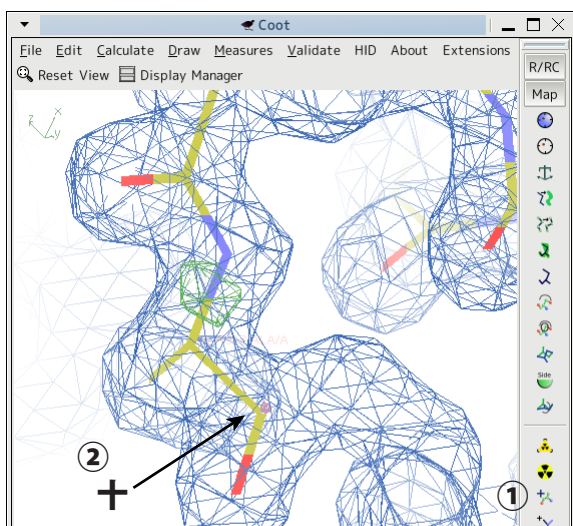 Coot
File Edit Calculate Draw Measures Validate HID About Extensions
R/RC
Reset View Display Manager
Map
x
y
A/A
Side
②
①